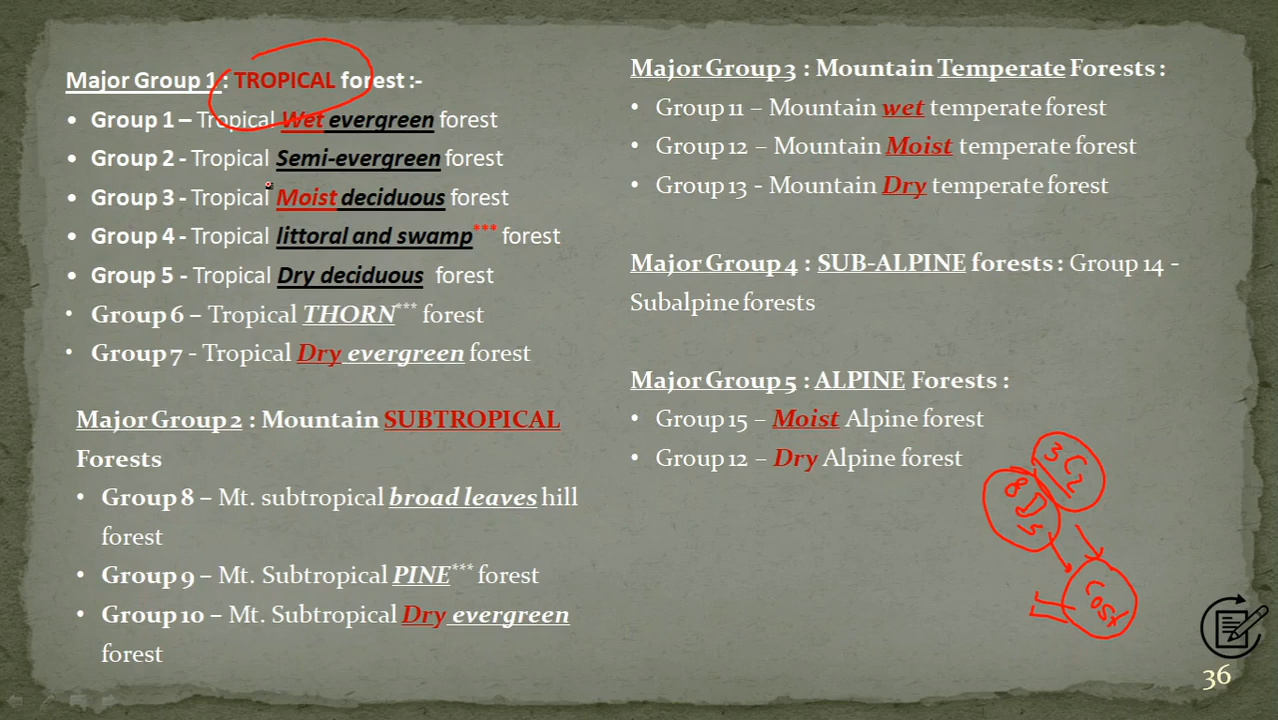 Major Group 1 : TROPICAL forest :-
• Group 1 – Tropical Wet evergreen forest
• Group 2 - Tropical Semi-evergreen forest
• Group 3 - Tropical Moist deciduous forest
• Group 4 - Tropical littoral and swamp*** forest
• Group 5 - Tropical Dry deciduous forest
• Group 6 – Tropical THORN*** forest
• Group 7 - Tropical Dry evergreen forest
Major Group 2 : Mountain SUBTROPICAL
Forests
• Group 8 – Mt. subtropical broad leaves hill
forest
• Group 9 – Mt. Subtropical PINE*** forest
• Group 10 – Mt. Subtropical Dry evergreen
forest
Major Group 3 : Mountain Temperate Forests :
• Group 11 – Mountain wet temperate forest
• Group 12 – Mountain Moist temperate forest
• Group 13 - Mountain Dry temperate forest
Major Group 4 : SUB-ALPINE forests : Group 14 -
Subalpine forests
Major Group 5 : ALPINE Forests :
• Group 15 – Moist Alpine forest
• Group 12 – Dry Alpine forest
Cost
36